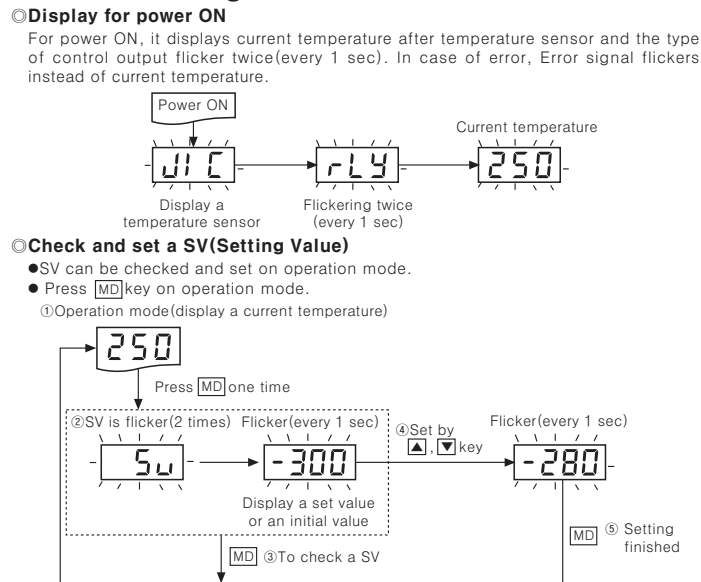 ◎Display for power ON
For power ON, it displays current temperature after temperature sensor and the type
of control output flicker twice(every 1 sec). In case of error, Error signal flickers
instead of current temperature.
Power ON
Current temperature
JI C
rLY
250
Display a
temperature sensor
Flickering twice
(every 1 sec)
◎Check and set a SV(Setting Value)
●SV can be checked and set on operation mode.
● Press MD key on operation mode.
①Operation mode(display a current temperature)
250
Press MD one time
②SV is flicker(2 times) Flicker(every 1 sec)
④Set by
▲, ▼ key
Flicker(every 1 sec)
Sv
-300
-280
Display a set value
or an initial value
MD ③To check a SV
MD ⑤ Setting
finished